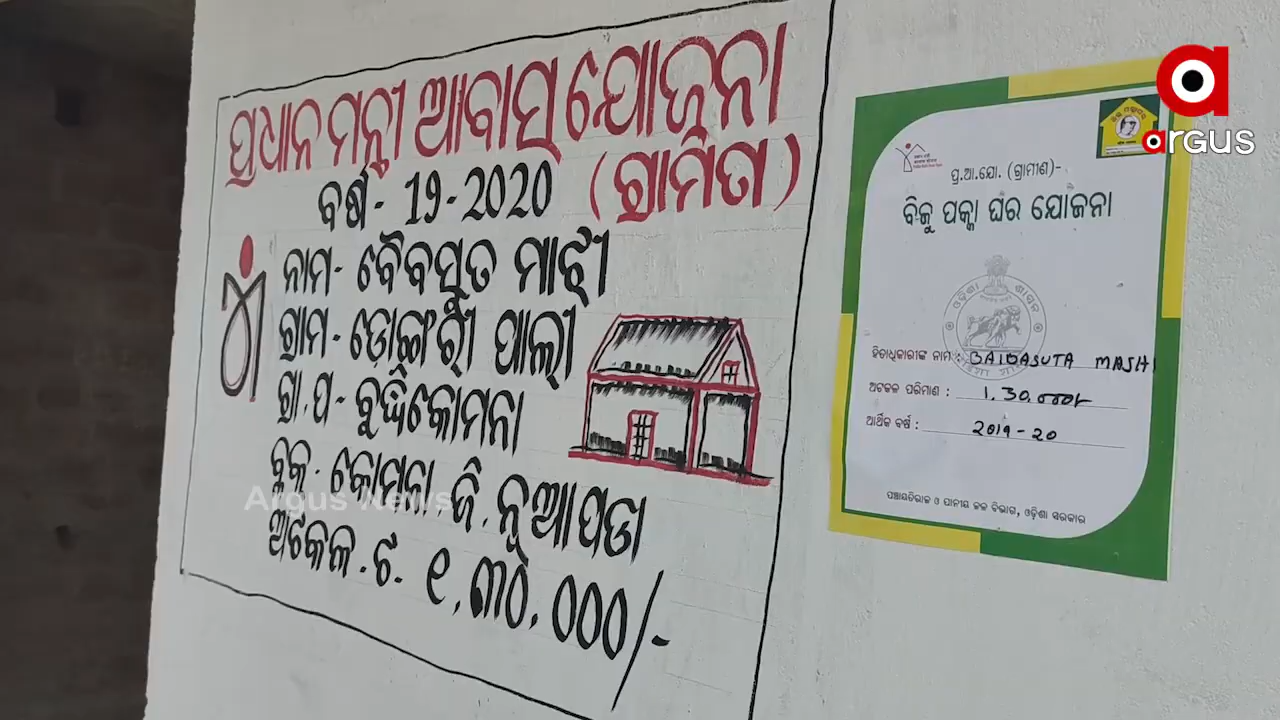 ପ୍ରଧାନ ମନ୍ତ୍ରୀ ଆବାସ ଯୋଜନା
(ଗ୍ରାମୀଣ)
ବର୍ଷ - 19-2020
ନାମ- ବୈବସ୍ୱତ ମାଝୀ
ଗ୍ରାମ- ଡ଼ୋଙ୍ଗରୀ ପାଲୀ
ଗ୍ରା.ପ- ବୁଦ୍ଧିକୋମନା
ବ୍ଳକ- କୋମନା, ଜି. ନୂଆପଡା
ଅଟକଳ.ଟ. ୧,୩୦,୦୦୦/-
Argus News
argus
ପ୍ର.ଆ.ଯୋ. (ଗ୍ରାମୀଣ)-
ବିଜୁ ପକ୍କା ଘର ଯୋଜନା
ହିତାଧିକାରୀଙ୍କ ନାମ : BAIBASUTA MASHI
ଅଟକଳ ପରିମାଣ : 1,30,000/-
ଆର୍ଥିକ ବର୍ଷ : 2019-20
ପଞ୍ଚାୟତିରାଜ ଓ ପାନୀୟ ଜଳ ବିଭାଗ, ଓଡ଼ିଶା ସରକାର